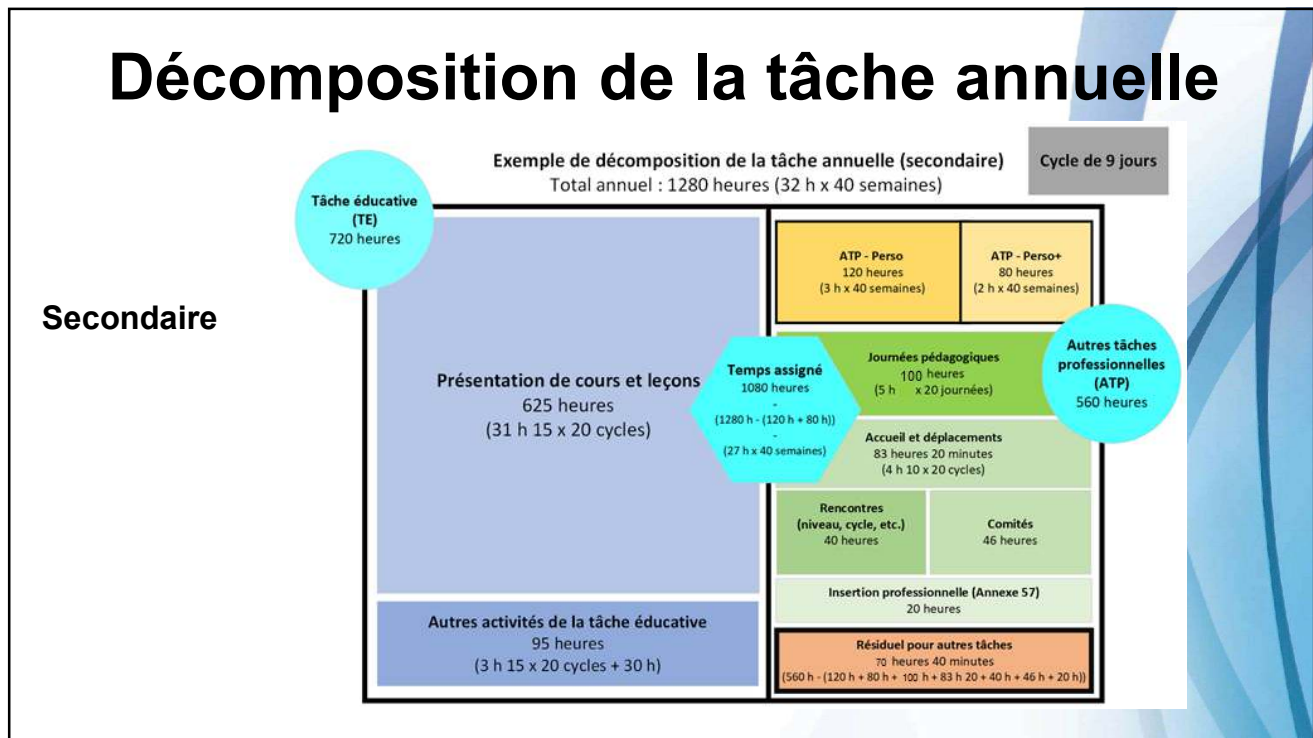 Décomposition de la tâche annuelle
Exemple de décomposition de la tâche annuelle (secondaire)
Total annuel : 1280 heures (32 h x 40 semaines)
Cycle de 9 jours
Tâche éducative
(TE)
720 heures
Secondaire
Présentation de cours et leçons
625 heures
(31 h 15 x 20 cycles)
Autres activités de la tâche éducative
95 heures
(3 h 15 x 20 cycles + 30 h)
Temps assigné
1080 heures
-
(1280 h - (120 h + 80 h))
-
(27 h x 40 semaines)
ATP - Perso
120 heures
(3 h x 40 semaines)
ATP - Perso+
80 heures
(2 h x 40 semaines)
Journées pédagogiques
100 heures
(5 h x 20 journées)
Autres tâches
professionnelles
(ATP)
560 heures
Accueil et déplacements
83 heures 20 minutes
(4 h 10 x 20 cycles)
Rencontres
(niveau, cycle, etc.)
40 heures
Comités
46 heures
Insertion professionnelle (Annexe 57)
20 heures
Résiduel pour autres tâches
70 heures 40 minutes
(560 h - (120 h + 80 h + 100 h + 83 h 20 + 40 h + 46 h + 20 h))